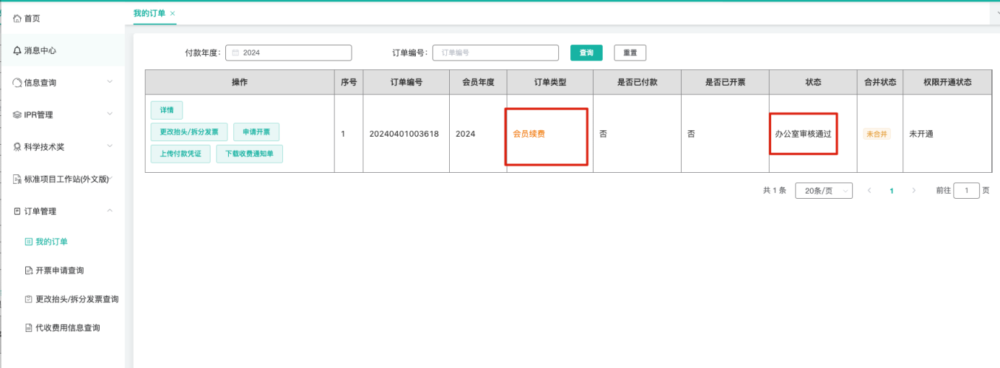 首页
消息中心
信息查询
IPR管理
科学技术奖
标准项目工作站(外文版)
订单管理
我的订单
开票申请查询
更改抬头/拆分发票查询
代收费用信息查询
我的订单 ×
付款年度： 2024 订单编号： 订单编号 查询 重置
操作 序号 订单编号 会员年度 订单类型 是否已付款 是否已开票 状态 合并状态 权限开通状态
详情
更改抬头/拆分发票 申请开票
上传付款凭证 下载收费通知单
1 20240401003618 2024 会员续费 否 否 办公室审核通过 未合并 未开通
共 1 条 20条/页 < 1 > 前往 1 页